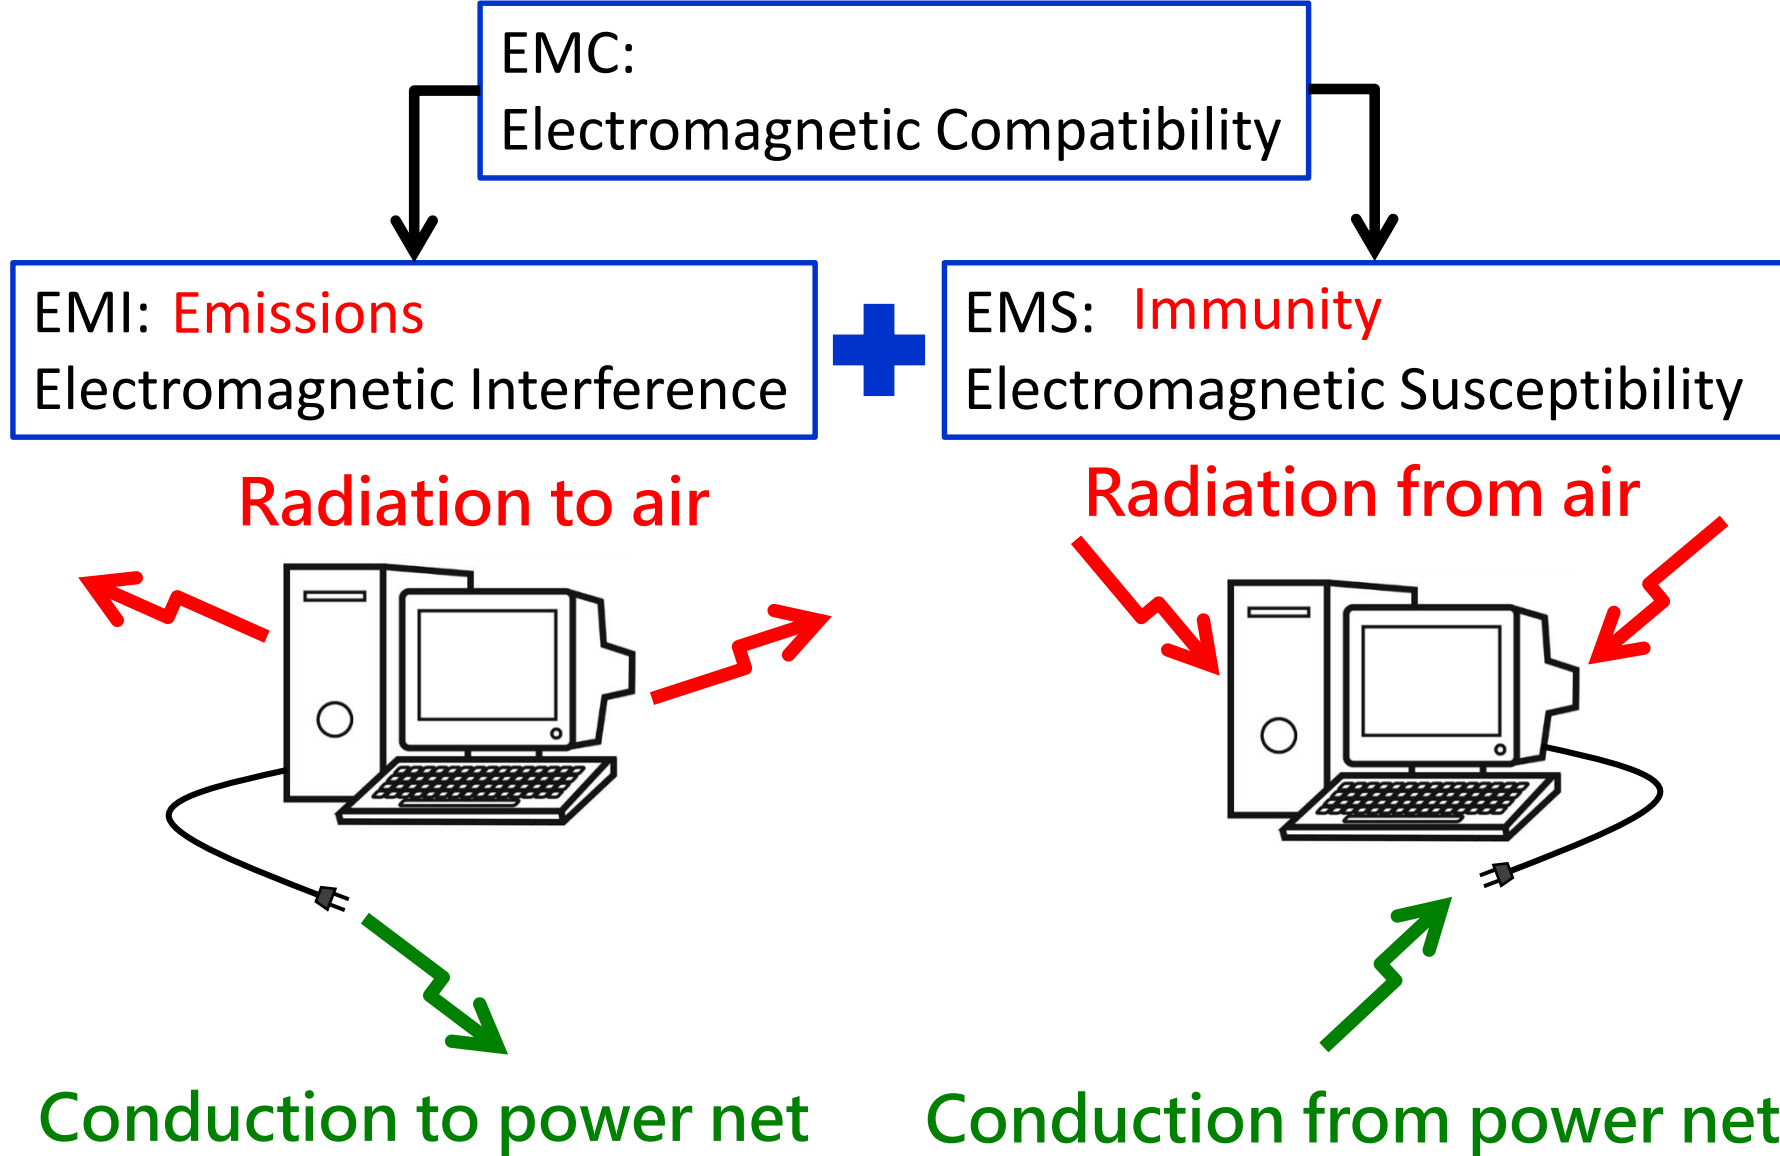 EMC:
Electromagnetic Compatibility
EMI: Emissions
Electromagnetic Interference
EMS: Immunity
Electromagnetic Susceptibility
Radiation to air
Radiation from air
Conduction to power net
Conduction from power net